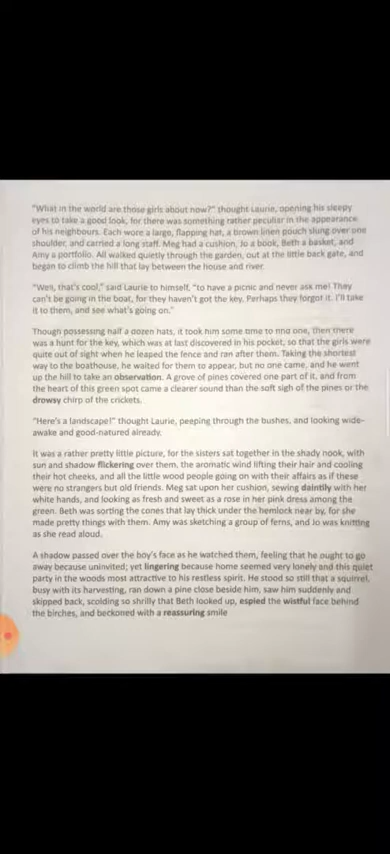 "What in the world are those girls about now?" thought Laurie, opening his sleepy
eyes to take a good look, for there was something rather peculiar in the appearance
of his neighbours. Each wore a large, flapping hat, a brown linen pouch slung over one
shoulder, and carried a long staff. Meg had a cushion, Jo a book, Beth a basket, and
Amy a portfolio. All walked quietly through the garden, out at the little back gate, and
began to climb the hill that lay between the house and river.
"Well, that's cool," said Laurie to himself, "to have a picnic and never ask me! They
can't be going in the boat, for they haven't got the key. Perhaps they forgot it. I'll take
it to them, and see what's going on."
Though possessing half a dozen hats, it took him some time to find one, then there
was a hunt for the key, which was at last discovered in his pocket, so that the girls were
quite out of sight when he leaped the fence and ran after them. Taking the shortest
way to the boathouse, he waited for them to appear, but no one came, and he went
up the hill to take an observation. A grove of pines covered one part of it, and from
the heart of this green spot came a clearer sound than the soft sigh of the pines or the
drowsy chirp of the crickets.
"Here's a landscape!" thought Laurie, peeping through the bushes, and looking wide-
awake and good-natured already.
It was a rather pretty little picture, for the sisters sat together in the shady nook, with
sun and shadow flickering over them, the aromatic wind lifting their hair and cooling
their hot cheeks, and all the little wood people going on with their affairs as if these
were no strangers but old friends. Meg sat upon her cushion, sewing daintily with her
white hands, and looking as fresh and sweet as a rose in her pink dress among the
green. Beth was sorting the cones that lay thick under the hemlock near by, for she
made pretty things with them. Amy was sketching a group of ferns, and Jo was knitting
as she read aloud.
A shadow passed over the boy's face as he watched them, feeling that he ought to go
away because uninvited; yet lingering because home seemed very lonely and this quiet
party in the woods most attractive to his restless spirit. He stood so still that a squirrel,
busy with its harvesting, ran down a pine close beside him, saw him suddenly and
skipped back, scolding so shrilly that Beth looked up, espied the wistful face behind
the birches, and beckoned with a reassuring smile